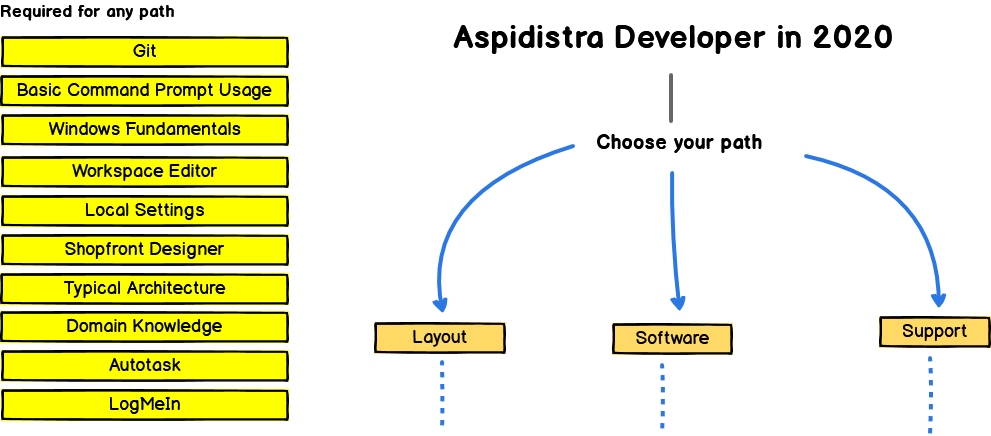 Required for any path
Git
Basic Command Prompt Usage
Windows Fundamentals
Workspace Editor
Local Settings
Shopfront Designer
Typical Architecture
Domain Knowledge
Autotask
LogMeIn
Aspidistra Developer in 2020
Choose your path
Layout
Software
Support